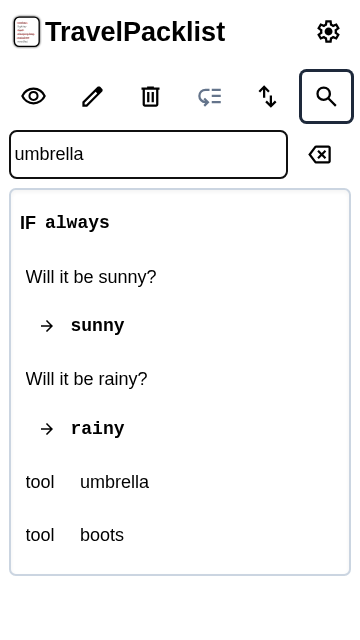 TravelPacklist
umbrella
IF always
Will it be sunny?
→ sunny
Will it be rainy?
→ rainy
tool umbrella
tool boots